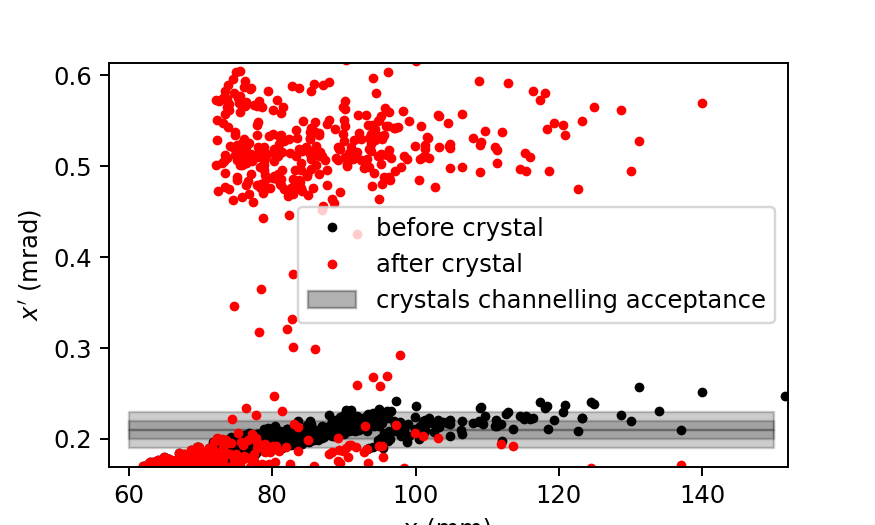 0.6
0.5
0.4
0.3
0.2
x′ (mrad)
before crystal
after crystal
crystals channelling acceptance
60 80 100 120 140
x (mm)